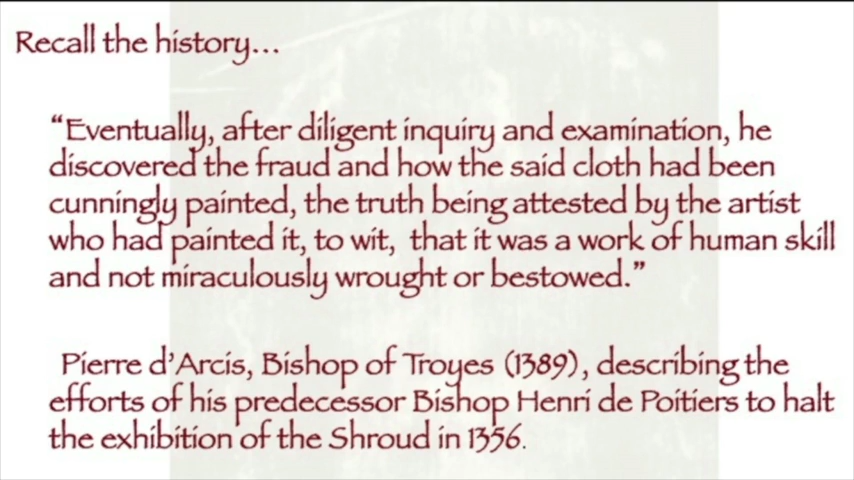 Recall the history...
“Eventually, after diligent inquiry and examination, he
discovered the fraud and how the said cloth had been
cunningly painted, the truth being attested by the artist
who had painted it, to wit, that it was a work of human skill
and not miraculously wrought or bestowed.”
Pierre d’Arcis, Bishop of Troyes (1389), describing the
efforts of his predecessor Bishop Henri de Poitiers to halt
the exhibition of the Shroud in 1356.